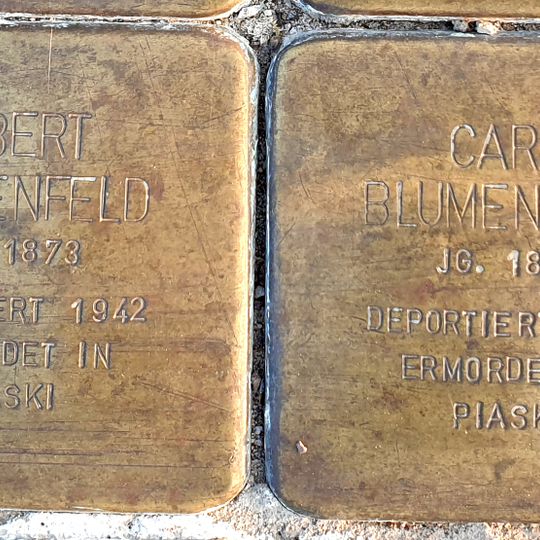 BERT
ENFELD
1873
ERT 1942
DET IN
SKI
CAR
BLUMEN
JG. 18
DEPORTIERT
ERMORDE
PIASK